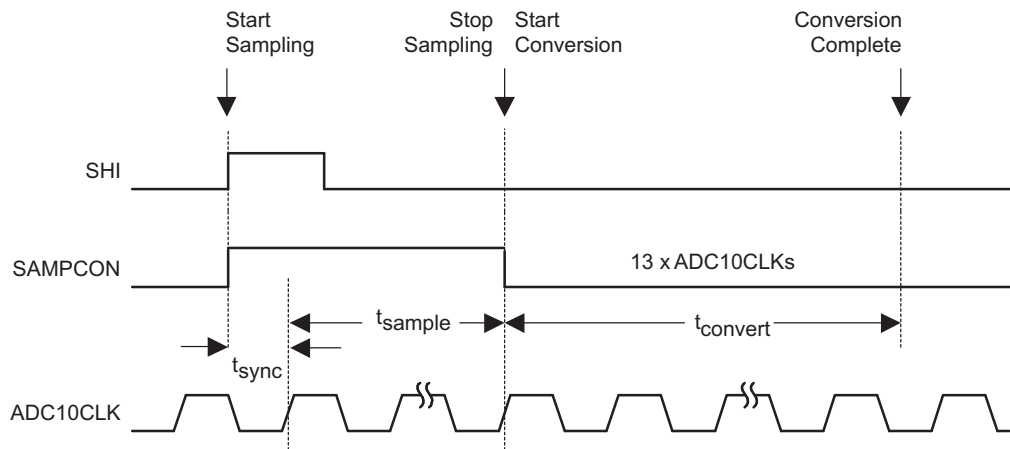 Start
Sampling
Stop
Sampling
Start
Conversion
Conversion
Complete
SHI
SAMPCON
13 x ADC10CLKs
tsample
tconvert
tsync
ADC10CLK